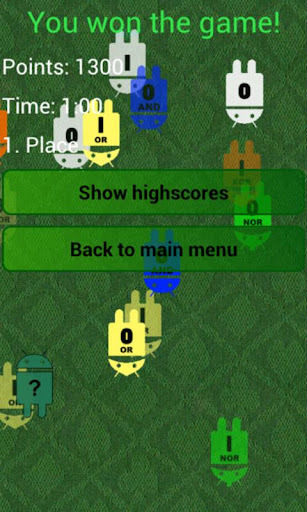 You won the game!
I
Points: 1300
0
AND
0
Time: 1:00
0
I
OR
1. Place
I
Show highscores
0
NOR
Back to main menu
0
AND
I
0
OR
?
I
I
NOR